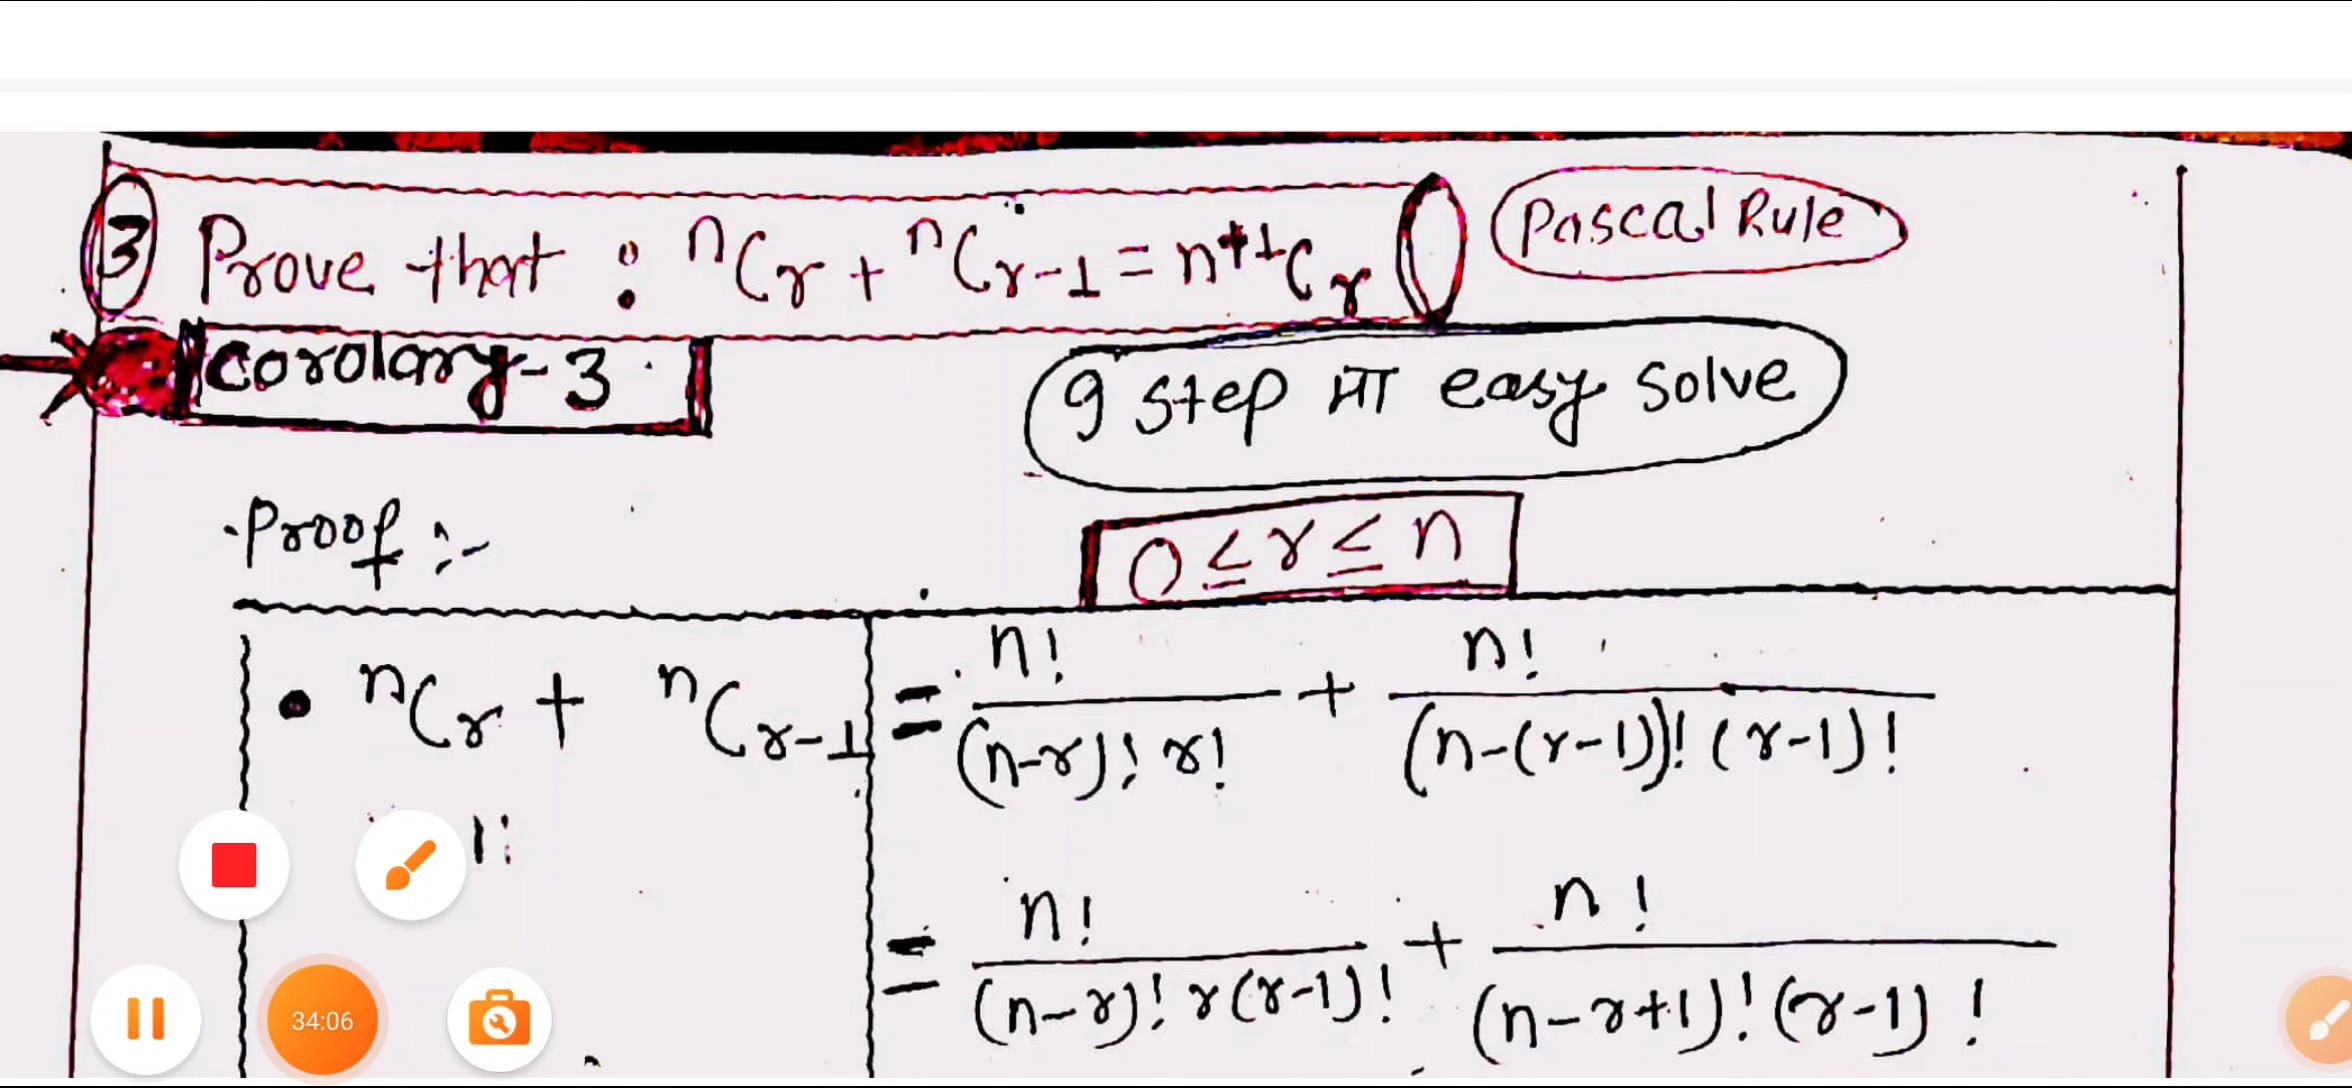 ③ Prove that : ⁿCᵣ + ⁿCᵣ₋₁ = ⁿ⁺¹Cᵣ Pascal Rule
corolary-3
9 step मा easy solve
Proof :-
0 ≤ r ≤ n
• ⁿCᵣ + ⁿCᵣ₋₁ = n!/((n-r)! r!) + n!/((n-(r-1))! (r-1)!)
= n!/((n-r)! r(r-1)!) + n!/((n-r+1)! (r-1)!)
34:06